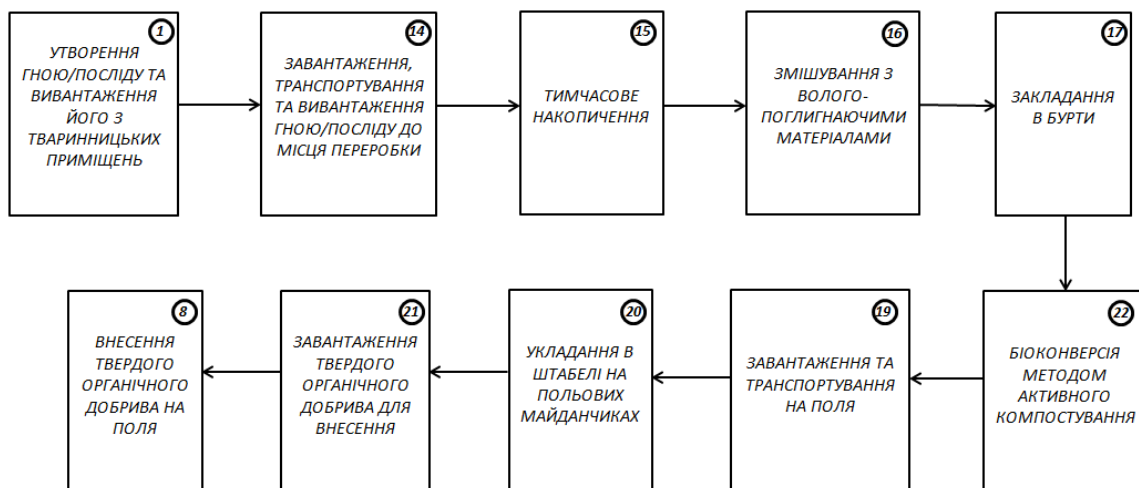 1
УТВОРЕННЯ
ГНОЮ/ПОСЛІДУ ТА
ВИВАНТАЖЕННЯ
ЙОГО З
ТВАРИННИЦЬКИХ
ПРИМІЩЕНЬ
14
ЗАВАНТАЖЕННЯ,
ТРАНСПОРТУВАННЯ
ТА ВИВАНТАЖЕННЯ
ГНОЮ/ПОСЛІДУ ДО
МІСЦЯ ПЕРЕРОБКИ
15
ТИМЧАСОВЕ
НАКОПИЧЕННЯ
16
ЗМІШУВАННЯ З
ВОЛОГО-
ПОГЛИГНАЮЧИМИ
МАТЕРІАЛАМИ
17
ЗАКЛАДАННЯ
В БУРТИ
22
БІОКОНВЕРСІЯ
МЕТОДОМ
АКТИВНОГО
КОМПОСТУВАННЯ
19
ЗАВАНТАЖЕННЯ ТА
ТРАНСПОРТУВАННЯ
НА ПОЛЯ
20
УКЛАДАННЯ В
ШТАБЕЛІ НА
ПОЛЬОВИХ
МАЙДАНЧИКАХ
21
ЗАВАНТАЖЕННЯ
ТВЕРДОГО
ОРГАНІЧНОГО
ДОБРИВА ДЛЯ
ВНЕСЕННЯ
8
ВНЕСЕННЯ
ТВЕРДОГО
ОРГАНІЧНОГО
ДОБРИВА НА
ПОЛЯ